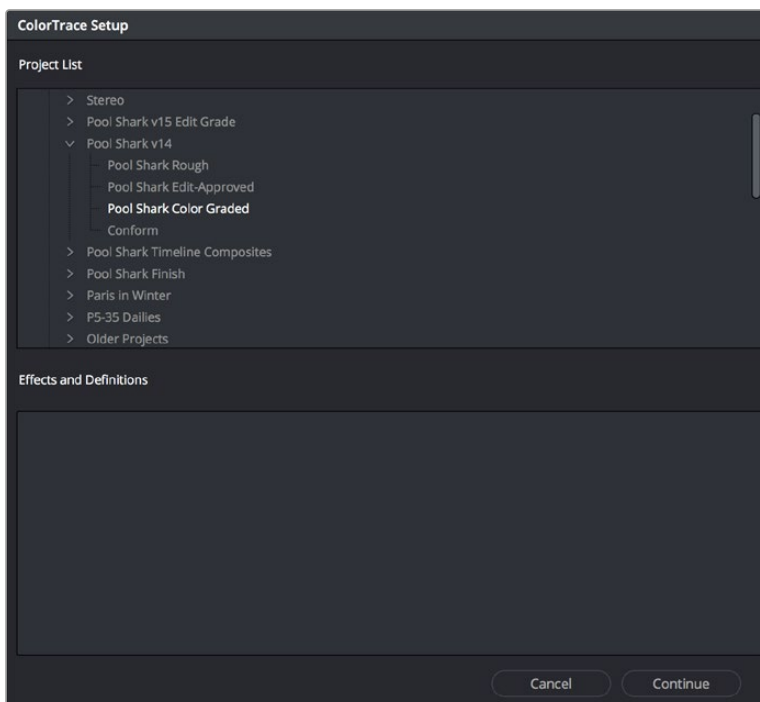 ColorTrace Setup
Project List
Stereo
Pool Shark v15 Edit Grade
Pool Shark v14
Pool Shark Rough
Pool Shark Edit-Approved
Pool Shark Color Graded
Conform
Pool Shark Timeline Composites
Pool Shark Finish
Paris in Winter
P5-35 Dailies
Older Projects
Effects and Definitions
Cancel
Continue